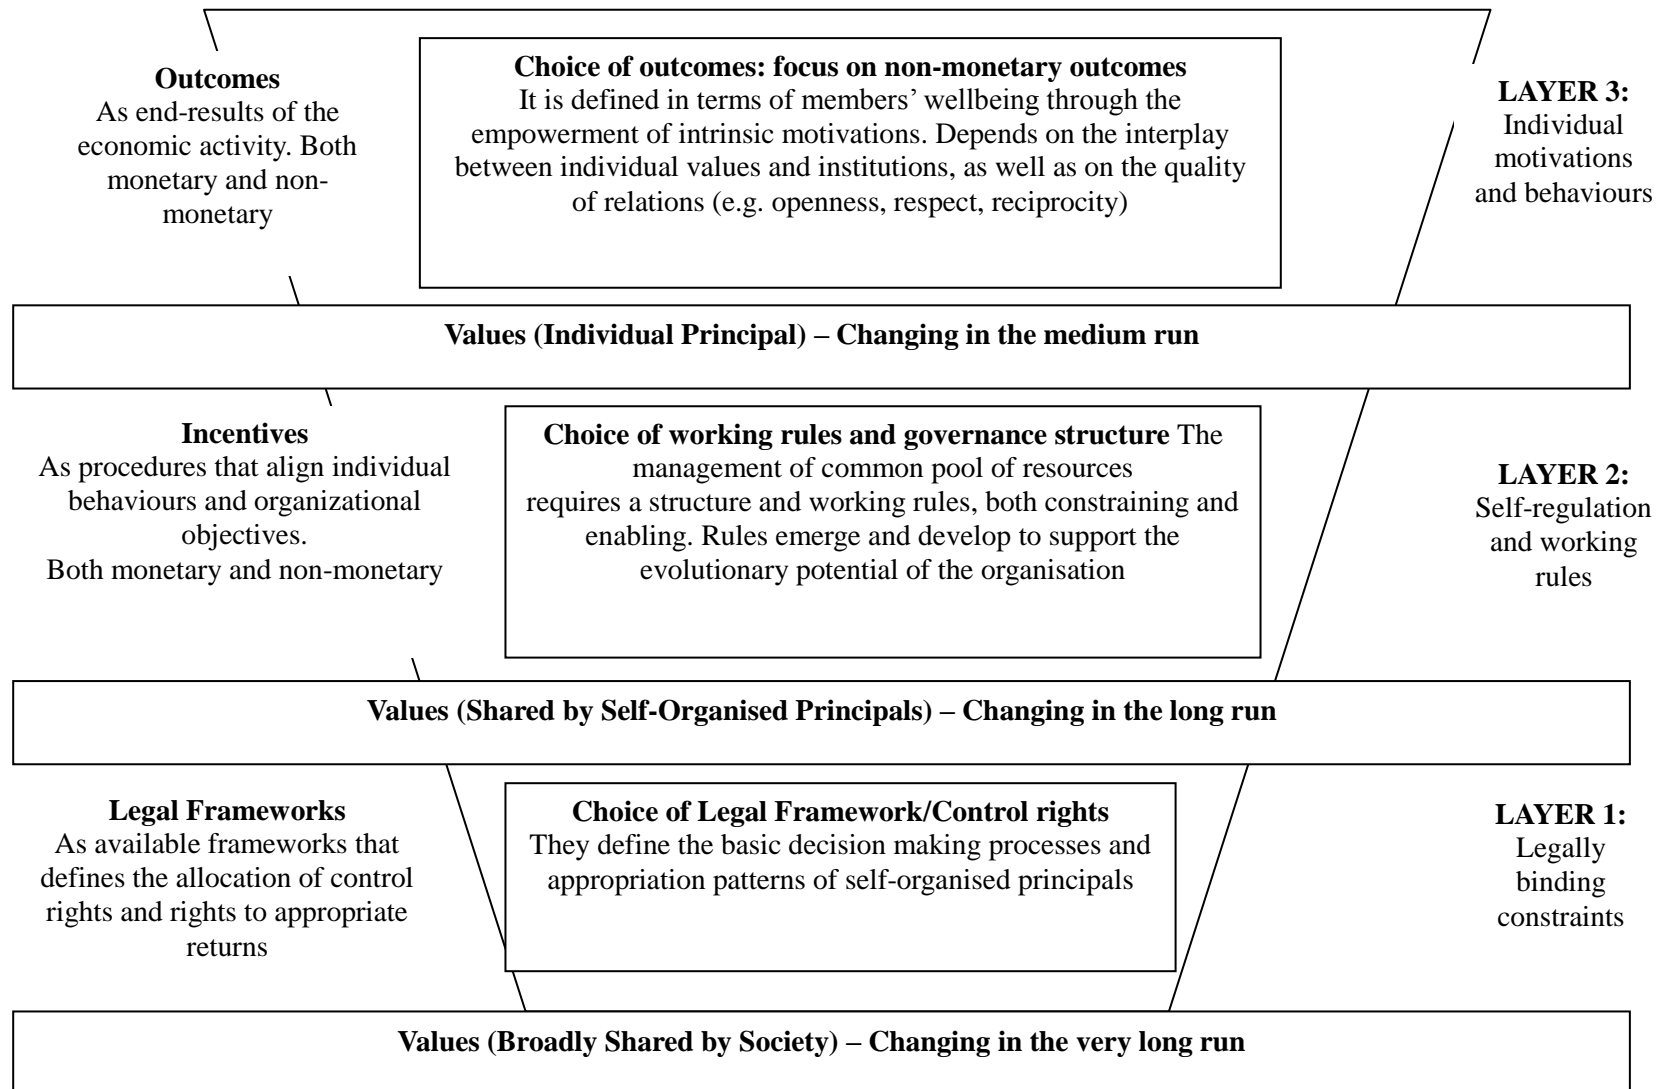 Outcomes
As end-results of the
economic activity. Both
monetary and non-
monetary
Choice of outcomes: focus on non-monetary outcomes
It is defined in terms of members’ wellbeing through the
empowerment of intrinsic motivations. Depends on the interplay
between individual values and institutions, as well as on the quality
of relations (e.g. openness, respect, reciprocity)
LAYER 3:
Individual
motivations
and behaviours
Values (Individual Principal) – Changing in the medium run
Incentives
As procedures that align individual
behaviours and organizational
objectives.
Both monetary and non-monetary
Choice of working rules and governance structure The
management of common pool of resources
requires a structure and working rules, both constraining and
enabling. Rules emerge and develop to support the
evolutionary potential of the organisation
LAYER 2:
Self-regulation
and working
rules
Values (Shared by Self-Organised Principals) – Changing in the long run
Legal Frameworks
As available frameworks that
defines the allocation of control
rights and rights to appropriate
returns
Choice of Legal Framework/Control rights
They define the basic decision making processes and
appropriation patterns of self-organised principals
LAYER 1:
Legally
binding
constraints
Values (Broadly Shared by Society) – Changing in the very long run